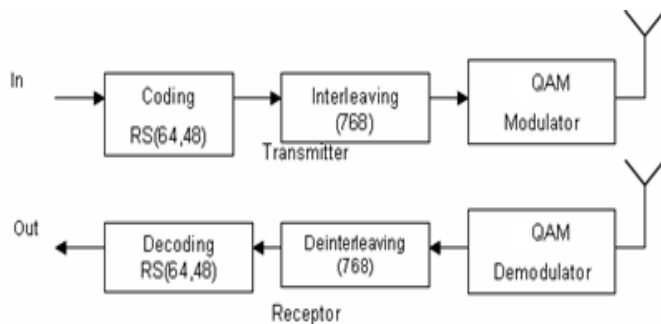 In
Coding
RS(64,48)
Interleaving
(768)
QAM
Modulator
Transmitter
Out
Decoding
RS(64,48)
Deinterleaving
(768)
QAM
Demodulator
Receptor